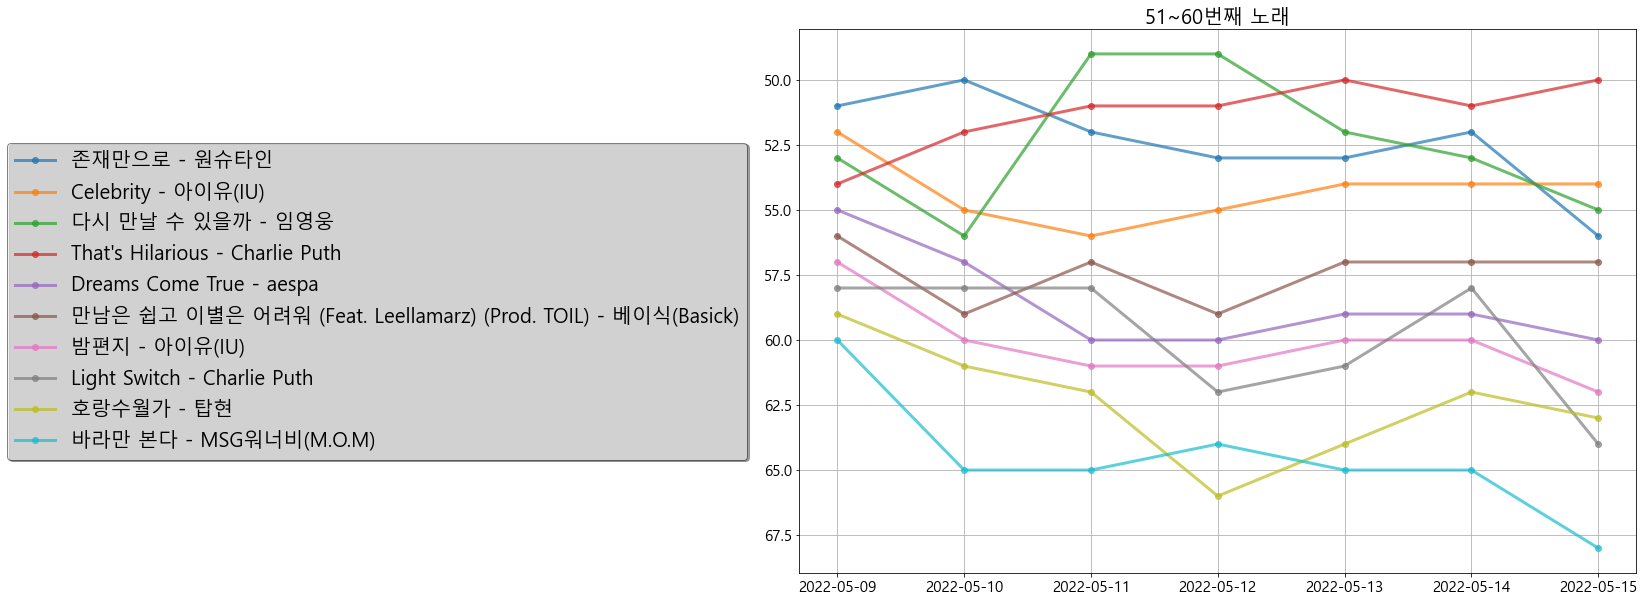 51~60번째 노래
존재만으로 - 원슈타인
Celebrity - 아이유(IU)
다시 만날 수 있을까 - 임영웅
That's Hilarious - Charlie Puth
Dreams Come True - aespa
만남은 쉽고 이별은 어려워 (Feat. Leellamarz) (Prod. TOIL) - 베이식(Basick)
밤편지 - 아이유(IU)
Light Switch - Charlie Puth
호랑수월가 - 탑현
바라만 본다 - MSG워너비(M.O.M)
50.0
52.5
55.0
57.5
60.0
62.5
65.0
67.5
2022-05-09 2022-05-10 2022-05-11 2022-05-12 2022-05-13 2022-05-14 2022-05-15